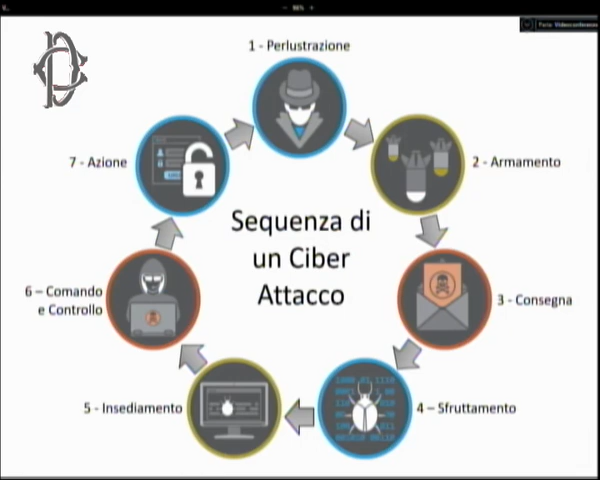 1 - Perlustrazione
2 - Armamento
3 - Consegna
4 – Sfruttamento
5 - Insediamento
6 – Comando
e Controllo
7 - Azione
Sequenza di
un Ciber
Attacco